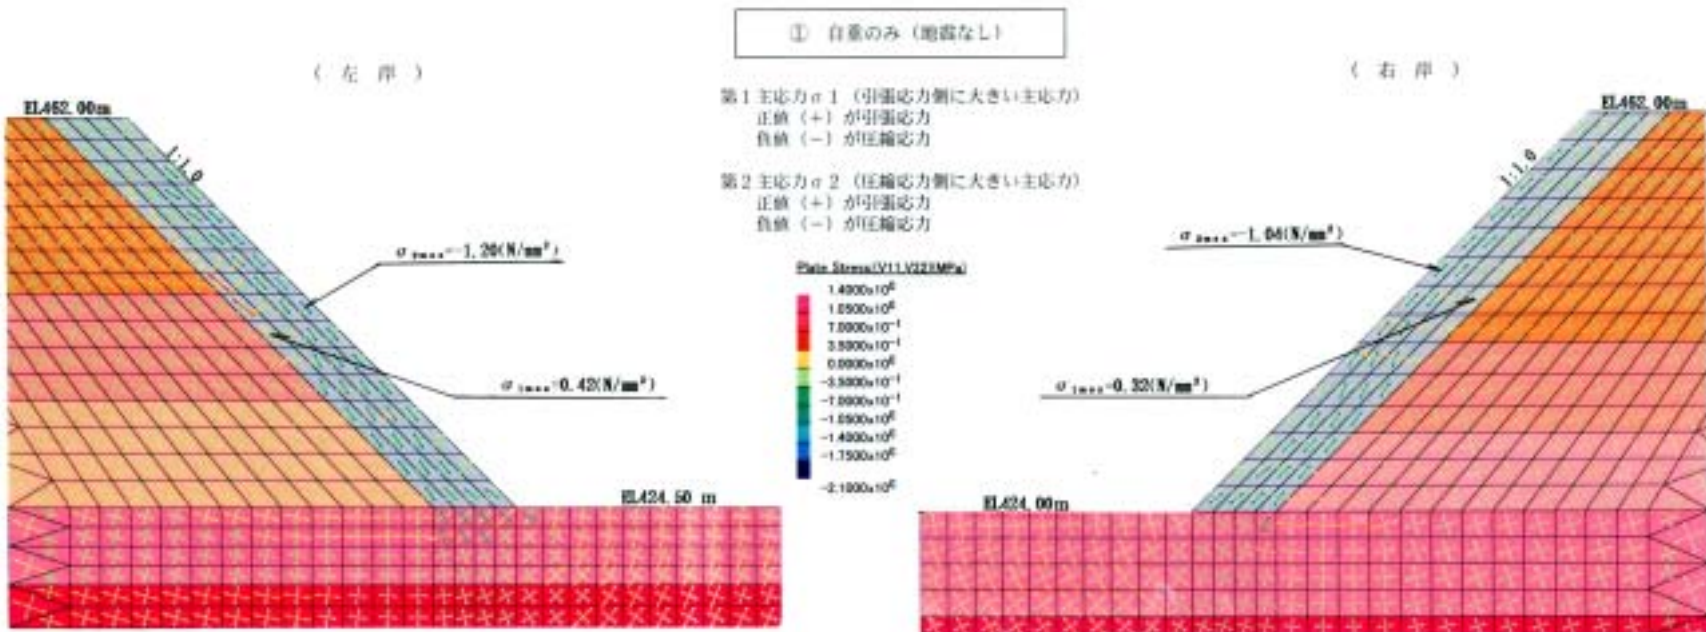 ① 自重のみ（地震なし）
（ 左 岸 ）
（ 右 岸 ）
EL462.00m
EL462.00m
第1主応力σ1（引張応力側に大きい主応力）
正値（+）が引張応力
負値（-）が圧縮応力
1:1.0
1:1.0
第2主応力σ2（圧縮応力側に大きい主応力）
正値（+）が引張応力
負値（-）が圧縮応力
σ2max=-1.20(N/mm²)
σ2max=-1.04(N/mm²)
Plate Stress(V11,V22)(MPa)
1.4000x10⁰
1.0500x10⁰
7.0000x10⁻¹
3.5000x10⁻¹
0.0000x10⁰
-3.5000x10⁻¹
-7.0000x10⁻¹
-1.0500x10⁰
-1.4000x10⁰
-1.7500x10⁰
-2.1000x10⁰
σ1max=0.42(N/mm²)
σ1max=0.32(N/mm²)
EL424.50 m
EL424.00m